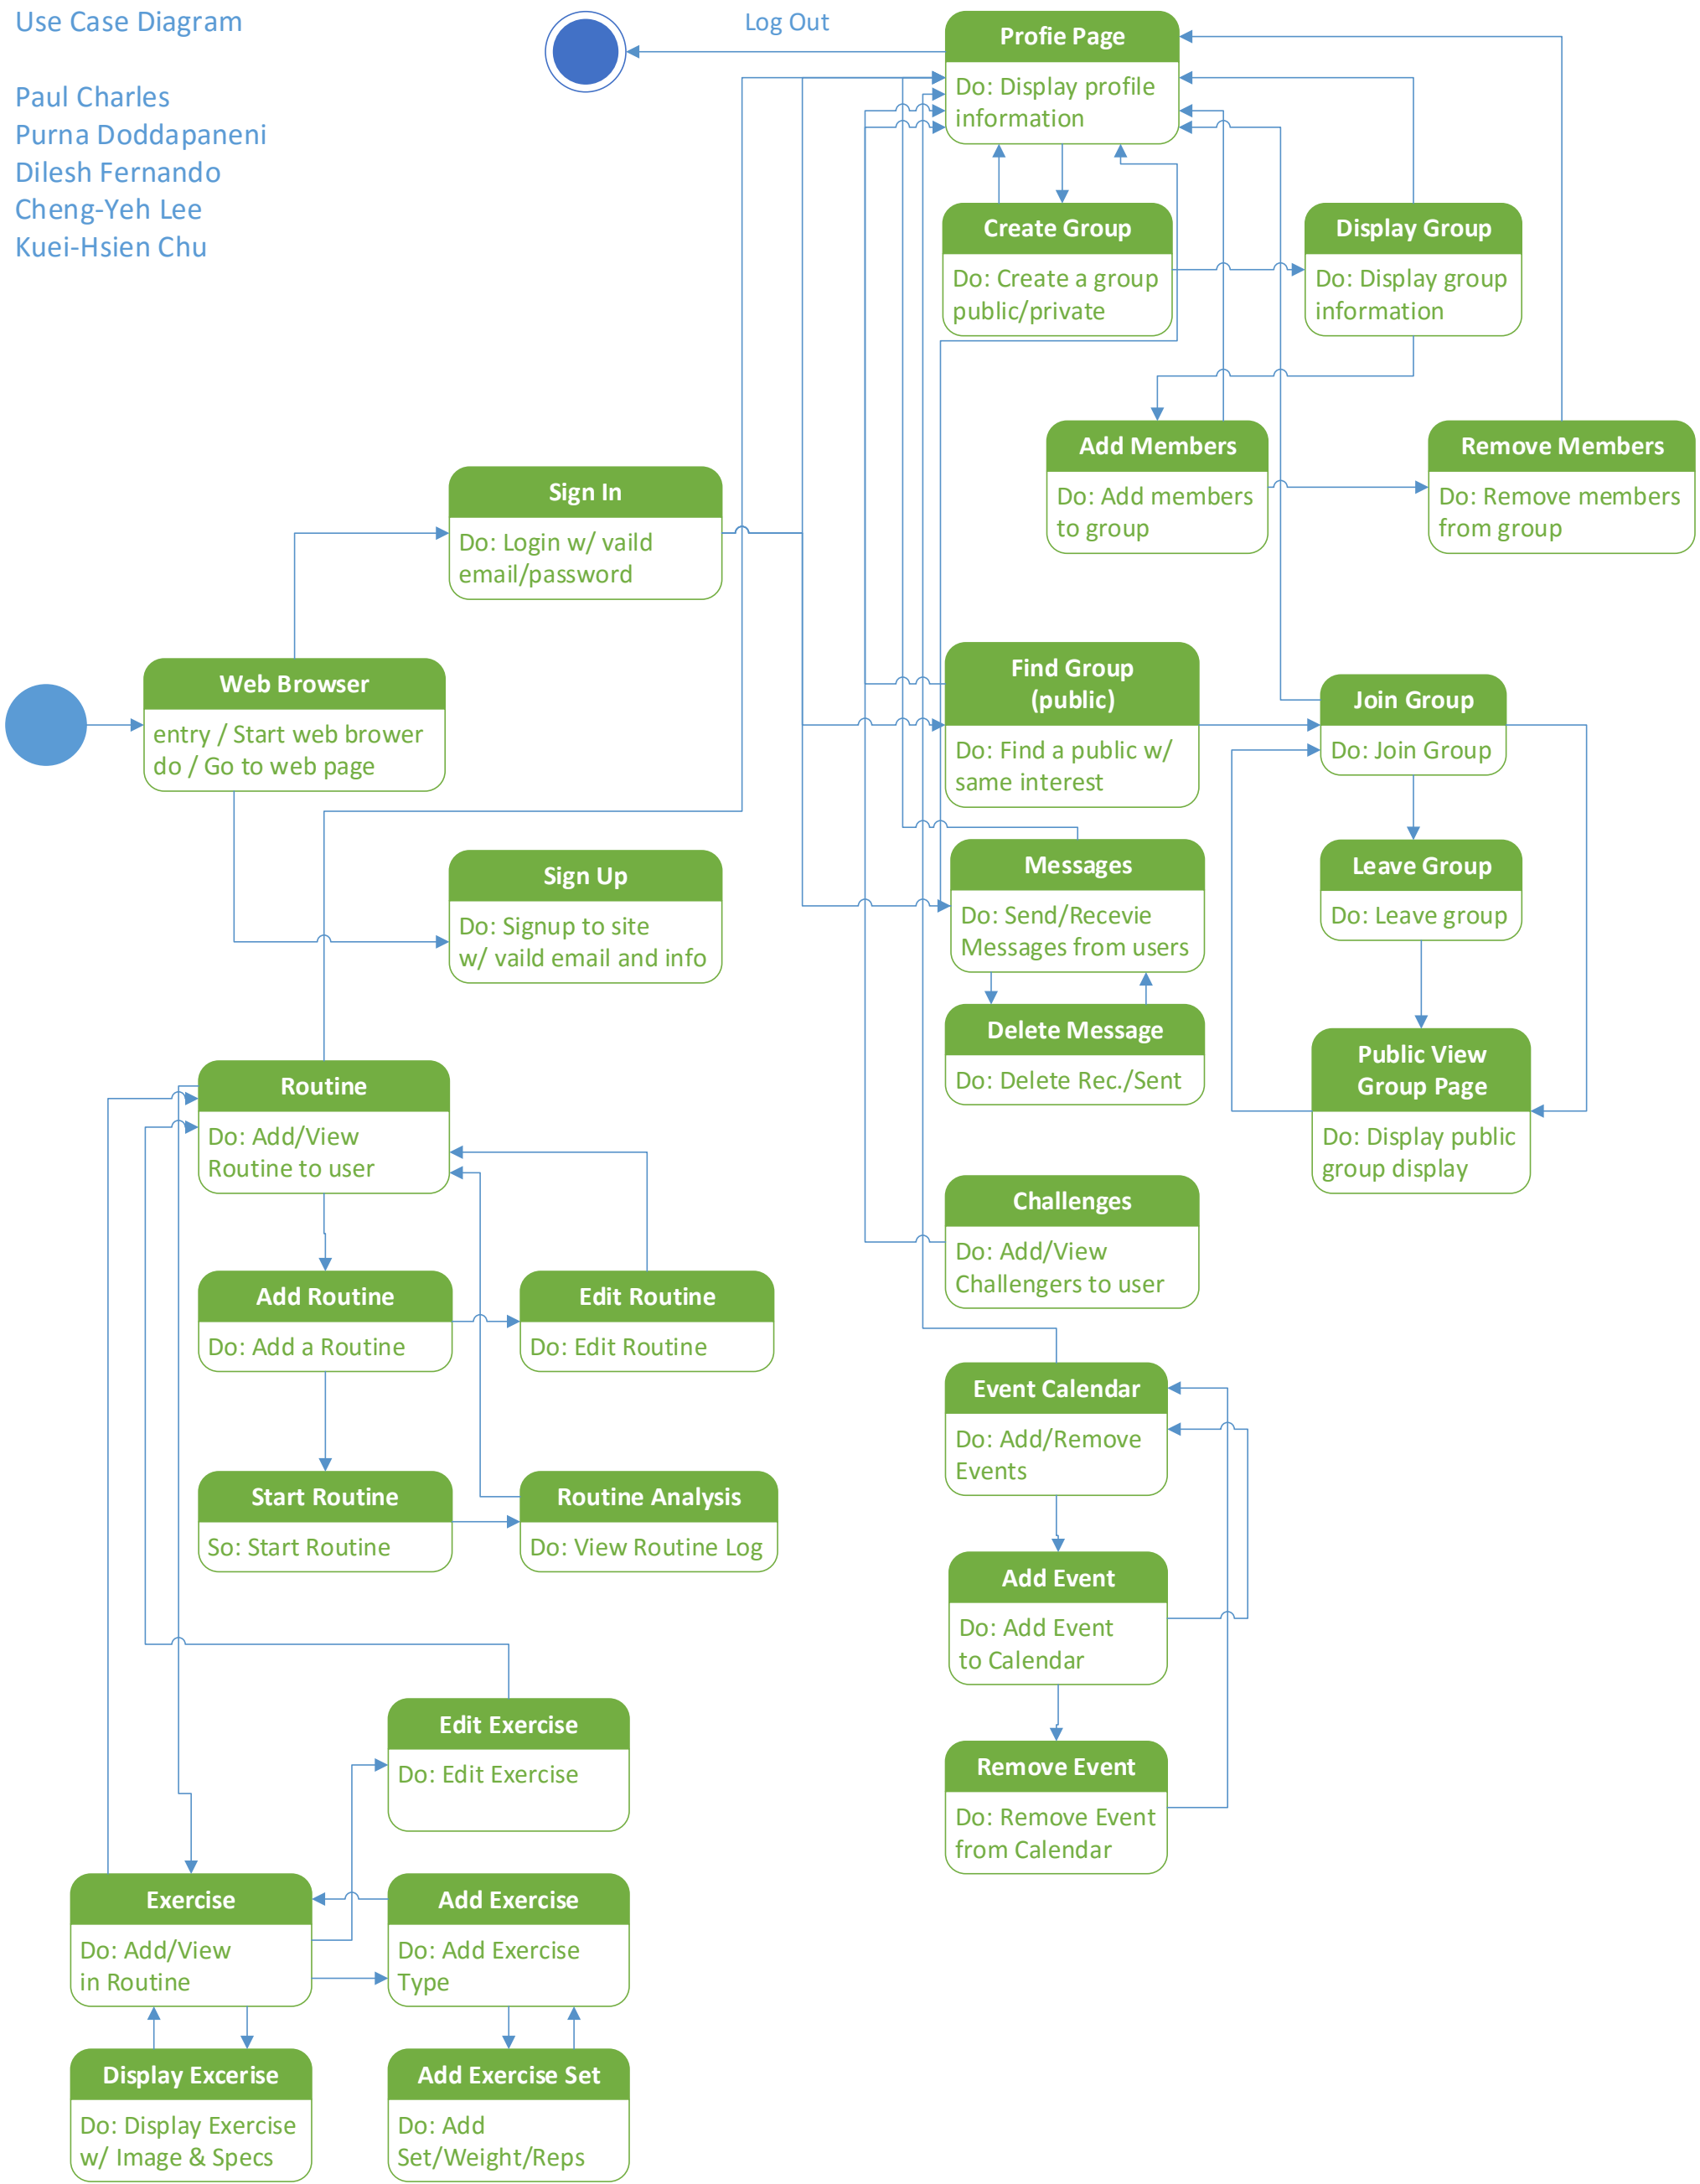 Use Case Diagram
Paul Charles
Purna Doddapaneni
Dilesh Fernando
Cheng-Yeh Lee
Kuei-Hsien Chu
Log Out
Profie Page
Do: Display profile
information
Create Group
Do: Create a group
public/private
Display Group
Do: Display group
information
Add Members
Do: Add members
to group
Remove Members
Do: Remove members
from group
Sign In
Do: Login w/ vaild
email/password
Web Browser
entry / Start web brower
do / Go to web page
Find Group
(public)
Do: Find a public w/
same interest
Join Group
Do: Join Group
Sign Up
Do: Signup to site
w/ vaild email and info
Messages
Do: Send/Recevie
Messages from users
Leave Group
Do: Leave group
Delete Message
Do: Delete Rec./Sent
Public View
Group Page
Do: Display public
group display
Routine
Do: Add/View
Routine to user
Challenges
Do: Add/View
Challengers to user
Add Routine
Do: Add a Routine
Edit Routine
Do: Edit Routine
Event Calendar
Do: Add/Remove
Events
Start Routine
So: Start Routine
Routine Analysis
Do: View Routine Log
Add Event
Do: Add Event
to Calendar
Edit Exercise
Do: Edit Exercise
Remove Event
Do: Remove Event
from Calendar
Exercise
Do: Add/View
in Routine
Add Exercise
Do: Add Exercise
Type
Display Excerise
Do: Display Exercise
w/ Image & Specs
Add Exercise Set
Do: Add
Set/Weight/Reps